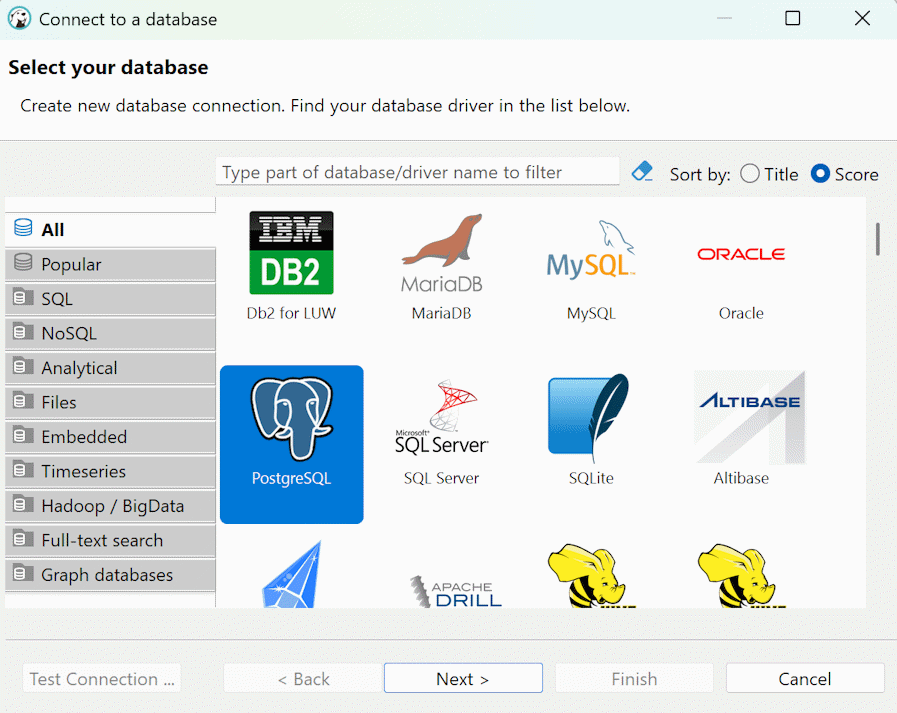 Connect to a database
Select your database
Create new database connection. Find your database driver in the list below.
Type part of database/driver name to filter
Sort by: Title Score
All
Popular
SQL
NoSQL
Analytical
Files
Embedded
Timeseries
Hadoop / BigData
Full-text search
Graph databases
IBM
DB2
Db2 for LUW
MariaDB
MariaDB
MySQL™
MySQL
ORACLE
Oracle
PostgreSQL
Microsoft®
SQL Server®
SQL Server
SQLite
ALTIBASE
Altibase
APACHE
DRILL
HIVE
HIVE
Test Connection ...
< Back
Next >
Finish
Cancel